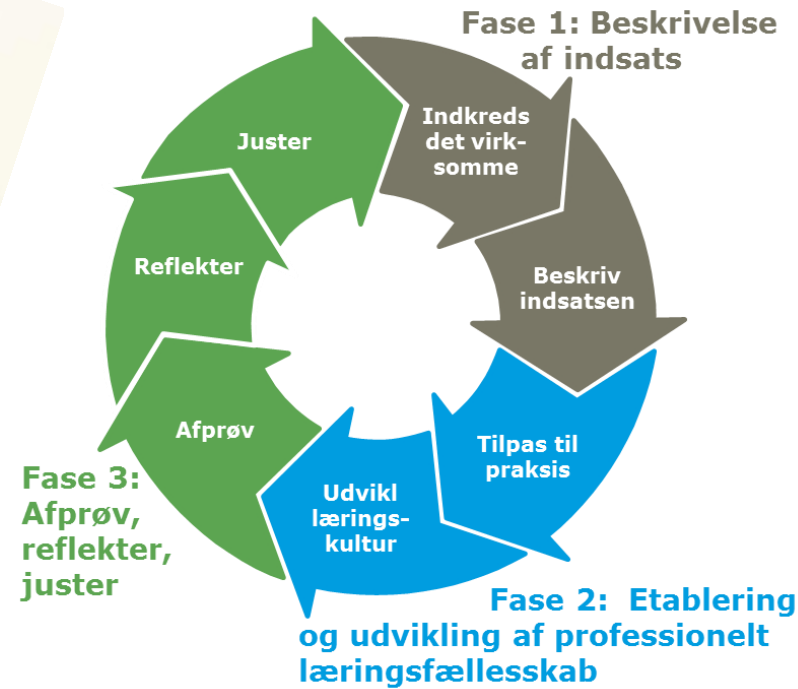 Fase 1: Beskrivelse
af indsats
Indkreds
det virk-
somme
Beskriv
indsatsen
Tilpas til
praksis
Fase 2:  Etablering
og udvikling af professionelt
læringsfællesskab
Udvikl
lærings-
kultur
Afprøv
Fase 3:
Afprøv,
reflekter,
juster
Reflekter
Juster